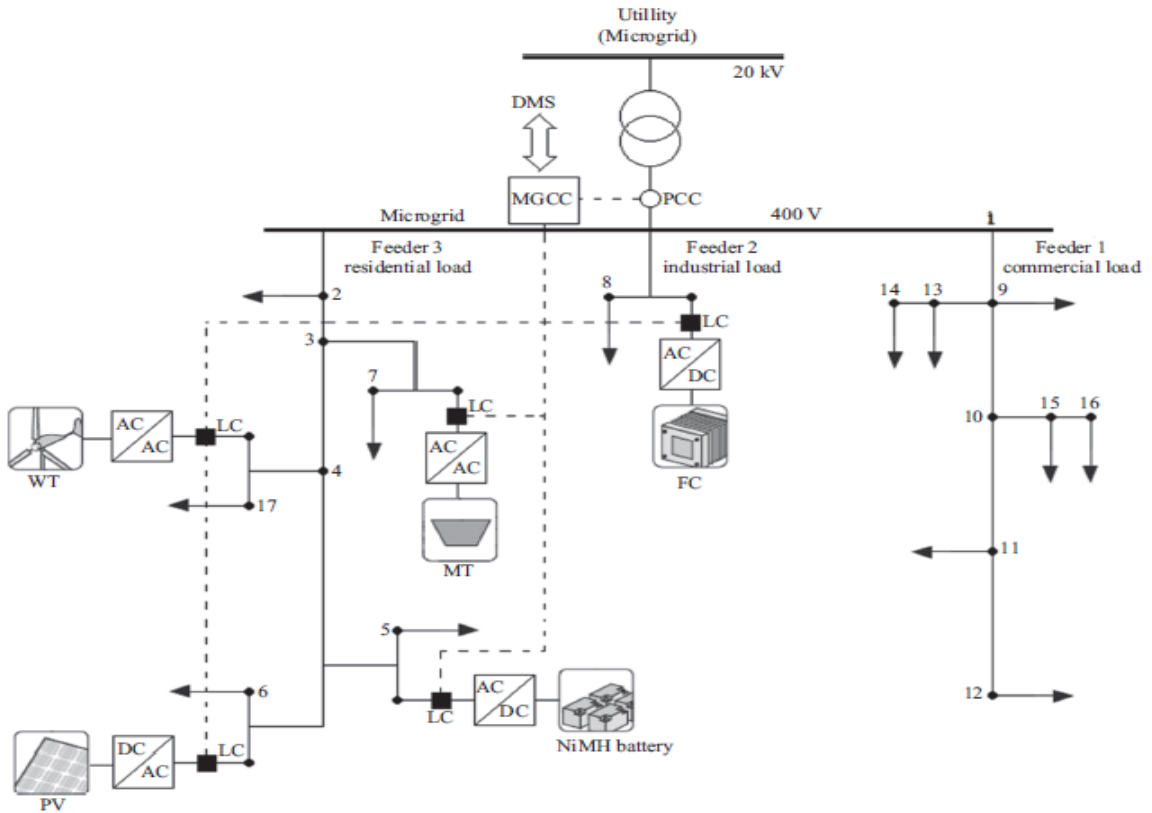 Utillity
(Microgrid)
20 kV
DMS
MGCC
PCC
Microgrid
400 V
1
Feeder 3
residential load
Feeder 2
industrial load
Feeder 1
commercial load
2
8
14
13
9
LC
3
AC
DC
7
LC
15
16
10
AC
AC
LC
AC
AC
WT
4
FC
17
MT
11
5
6
AC
DC
12
LC
NiMH battery
DC
AC
LC
PV